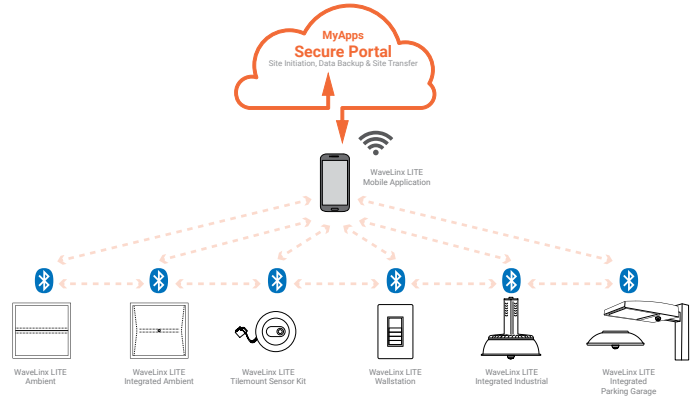 MyApps
Secure Portal
Site Initiation, Data Backup & Site Transfer
WaveLinx LITE
Mobile Application
WaveLinx LITE
Ambient
WaveLinx LITE
Integrated Ambient
WaveLinx LITE
Tilemount Sensor Kit
WaveLinx LITE
Wallstation
WaveLinx LITE
Integrated Industrial
WaveLinx LITE
Integrated
Parking Garage